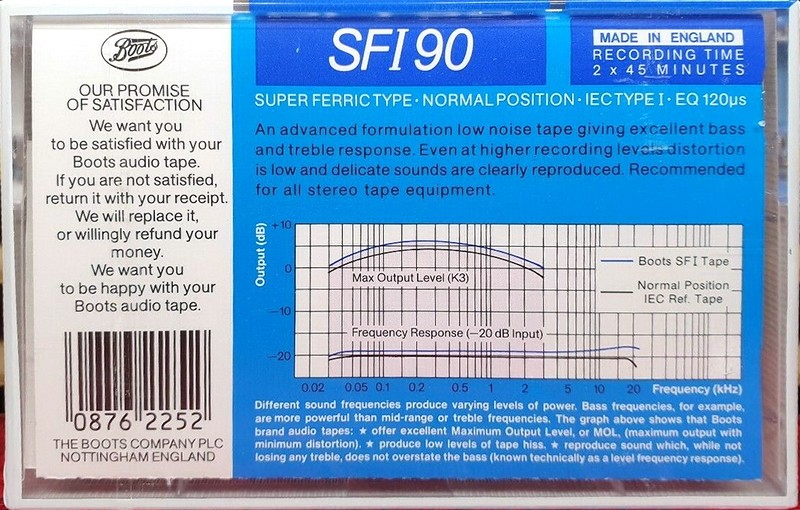 Boots
OUR PROMISE
OF SATISFACTION
We want you
to be satisfied with your
Boots audio tape.
If you are not satisfied,
return it with your receipt.
We will replace it,
or willingly refund your
money.
We want you
to be happy with your
Boots audio tape.
0876 2252
THE BOOTS COMPANY PLC
NOTTINGHAM ENGLAND
SFI 90
MADE IN ENGLAND
RECORDING TIME
2 x 45 MINUTES
SUPER FERRIC TYPE · NORMAL POSITION · IEC TYPE I · EQ 120µs
An advanced formulation low noise tape giving excellent bass
and treble response. Even at higher recording levels distortion
is low and delicate sounds are clearly reproduced. Recommended
for all stereo tape equipment.
Output (dB)
+10
0
−10
−20
Boots SFI Tape
Normal Position
IEC Ref. Tape
Max Output Level (K3)
Frequency Response (−20 dB Input)
0.02 0.05 0.1 0.2 0.5 1 2 5 10 20 Frequency (kHz)
Different sound frequencies produce varying levels of power. Bass frequencies, for example,
are more powerful than mid-range or treble frequencies. The graph above shows that Boots
brand audio tapes: ★ offer excellent Maximum Output Level, or MOL, (maximum output with
minimum distortion). ★ produce low levels of tape hiss. ★ reproduce sound which, while not
losing any treble, does not overstate the bass (known technically as a level frequency response).